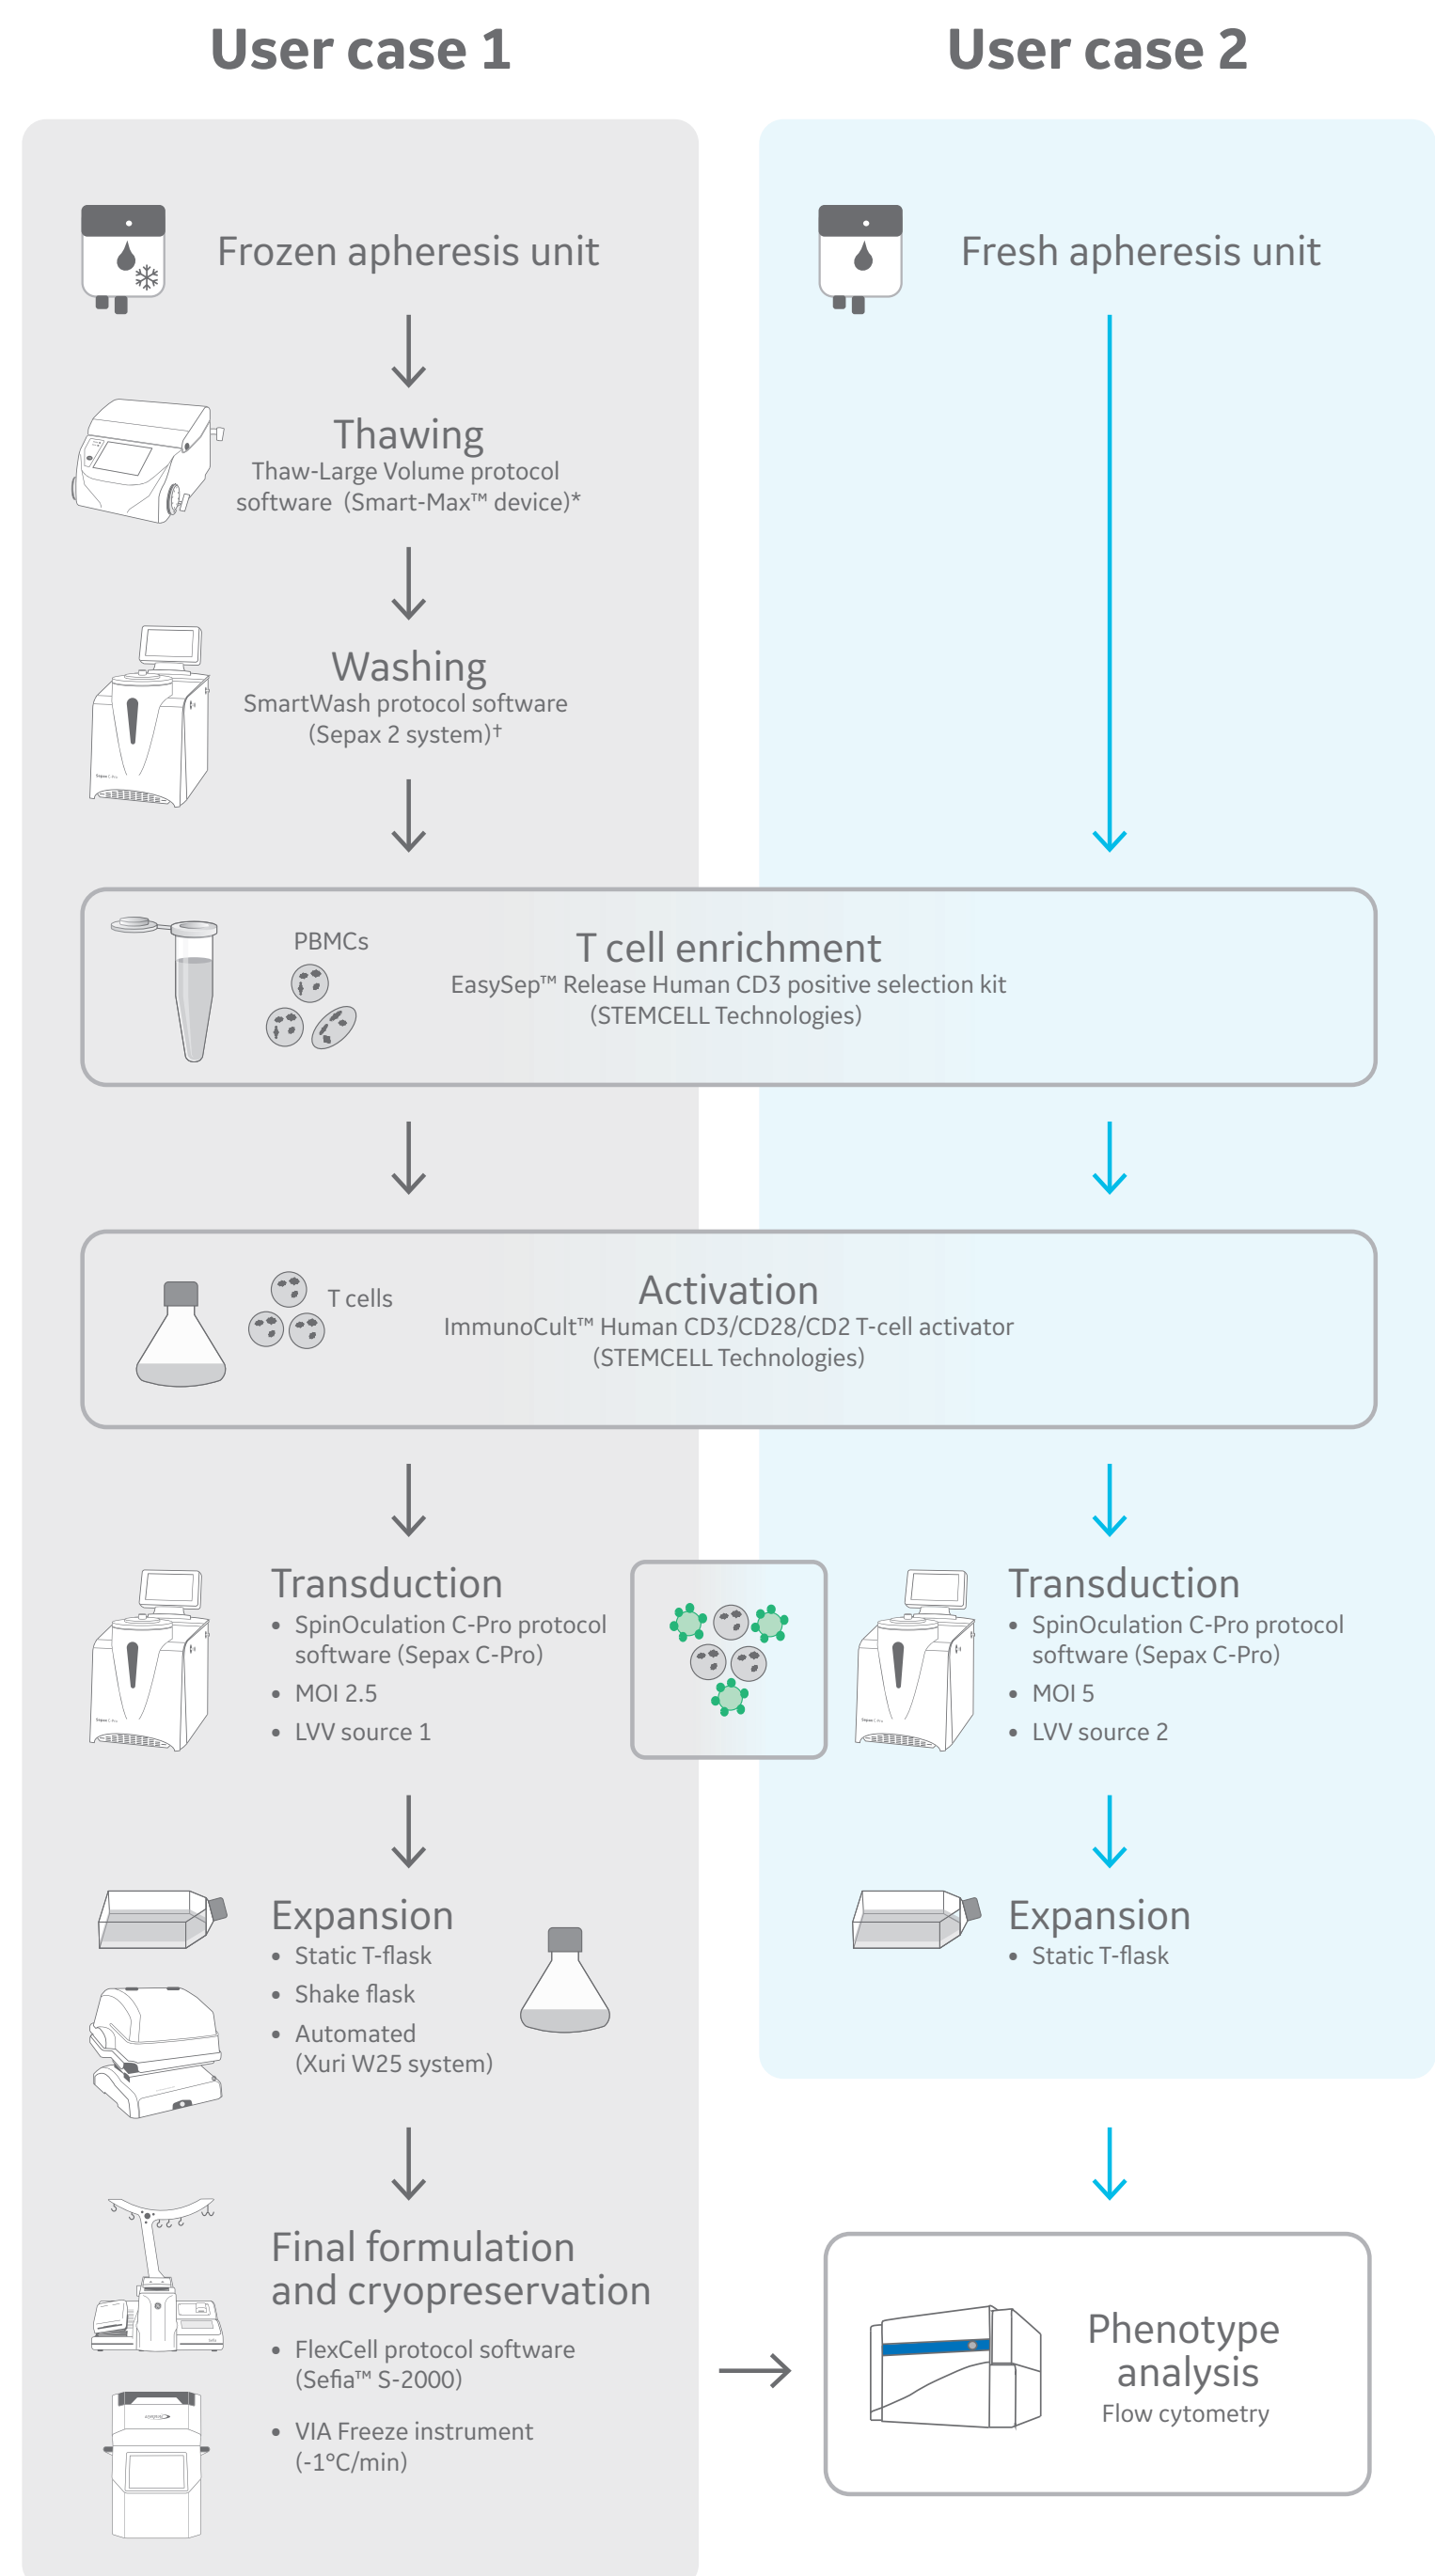 User case 1
User case 2
Frozen apheresis unit
Fresh apheresis unit
Thawing
Thaw-Large Volume protocol
software (Smart-Max™ device)*
Washing
SmartWash protocol software
(Sepax 2 system)†
PBMCs
T cell enrichment
EasySep™ Release Human CD3 positive selection kit
(STEMCELL Technologies)
T cells
Activation
ImmunoCult™ Human CD3/CD28/CD2 T-cell activator
(STEMCELL Technologies)
Transduction
• SpinOculation C-Pro protocol
software (Sepax C-Pro)
• MOI 2.5
• LVV source 1
Transduction
• SpinOculation C-Pro protocol
software (Sepax C-Pro)
• MOI 5
• LVV source 2
Expansion
• Static T-flask
• Shake flask
• Automated
(Xuri W25 system)
Expansion
• Static T-flask
Final formulation
and cryopreservation
• FlexCell protocol software
(Sefia™ S-2000)
• VIA Freeze instrument
(-1°C/min)
Phenotype
analysis
Flow cytometry